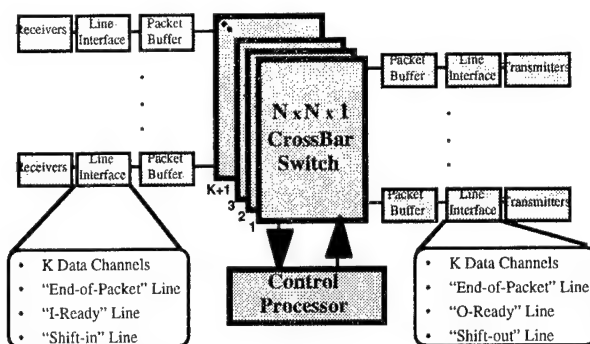 Receivers
Line
Interface
Packet
Buffer
Packet
Buffer
Line
Interface
Transmitters
N x N x 1
CrossBar
Switch
Receivers
Line
Interface
Packet
Buffer
K+1
3
2
1
Packet
Buffer
Line
Interface
Transmitters
Control
Processor
• K Data Channels
• "End-of-Packet" Line
• "I-Ready" Line
• "Shift-in" Line
• K Data Channels
• "End-of-Packet" Line
• "O-Ready" Line
• "Shift-out" Line